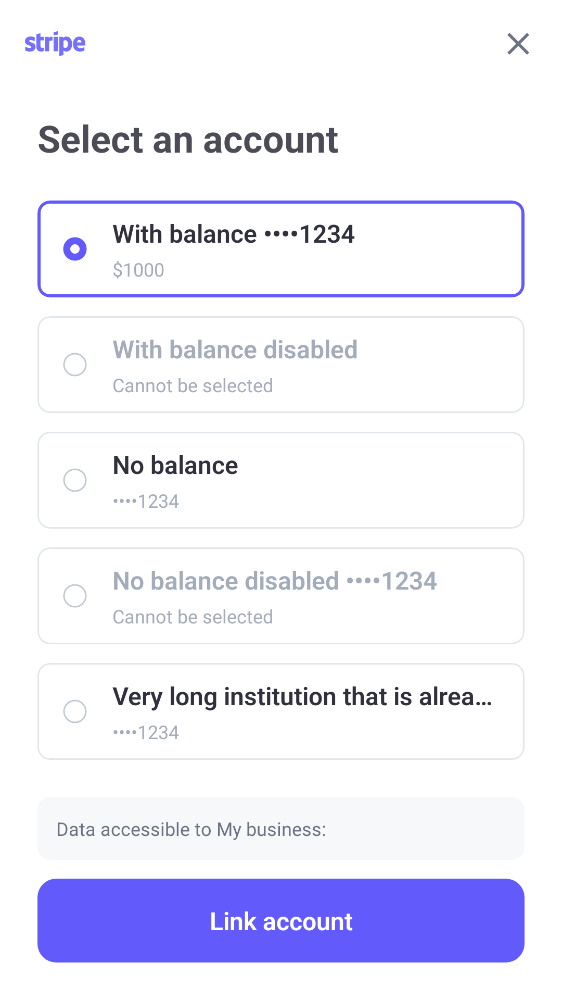 stripe
Select an account
With balance ••••1234
$1000
With balance disabled
Cannot be selected
No balance
••••1234
No balance disabled ••••1234
Cannot be selected
Very long institution that is alrea...
••••1234
Data accessible to My business:
Link account